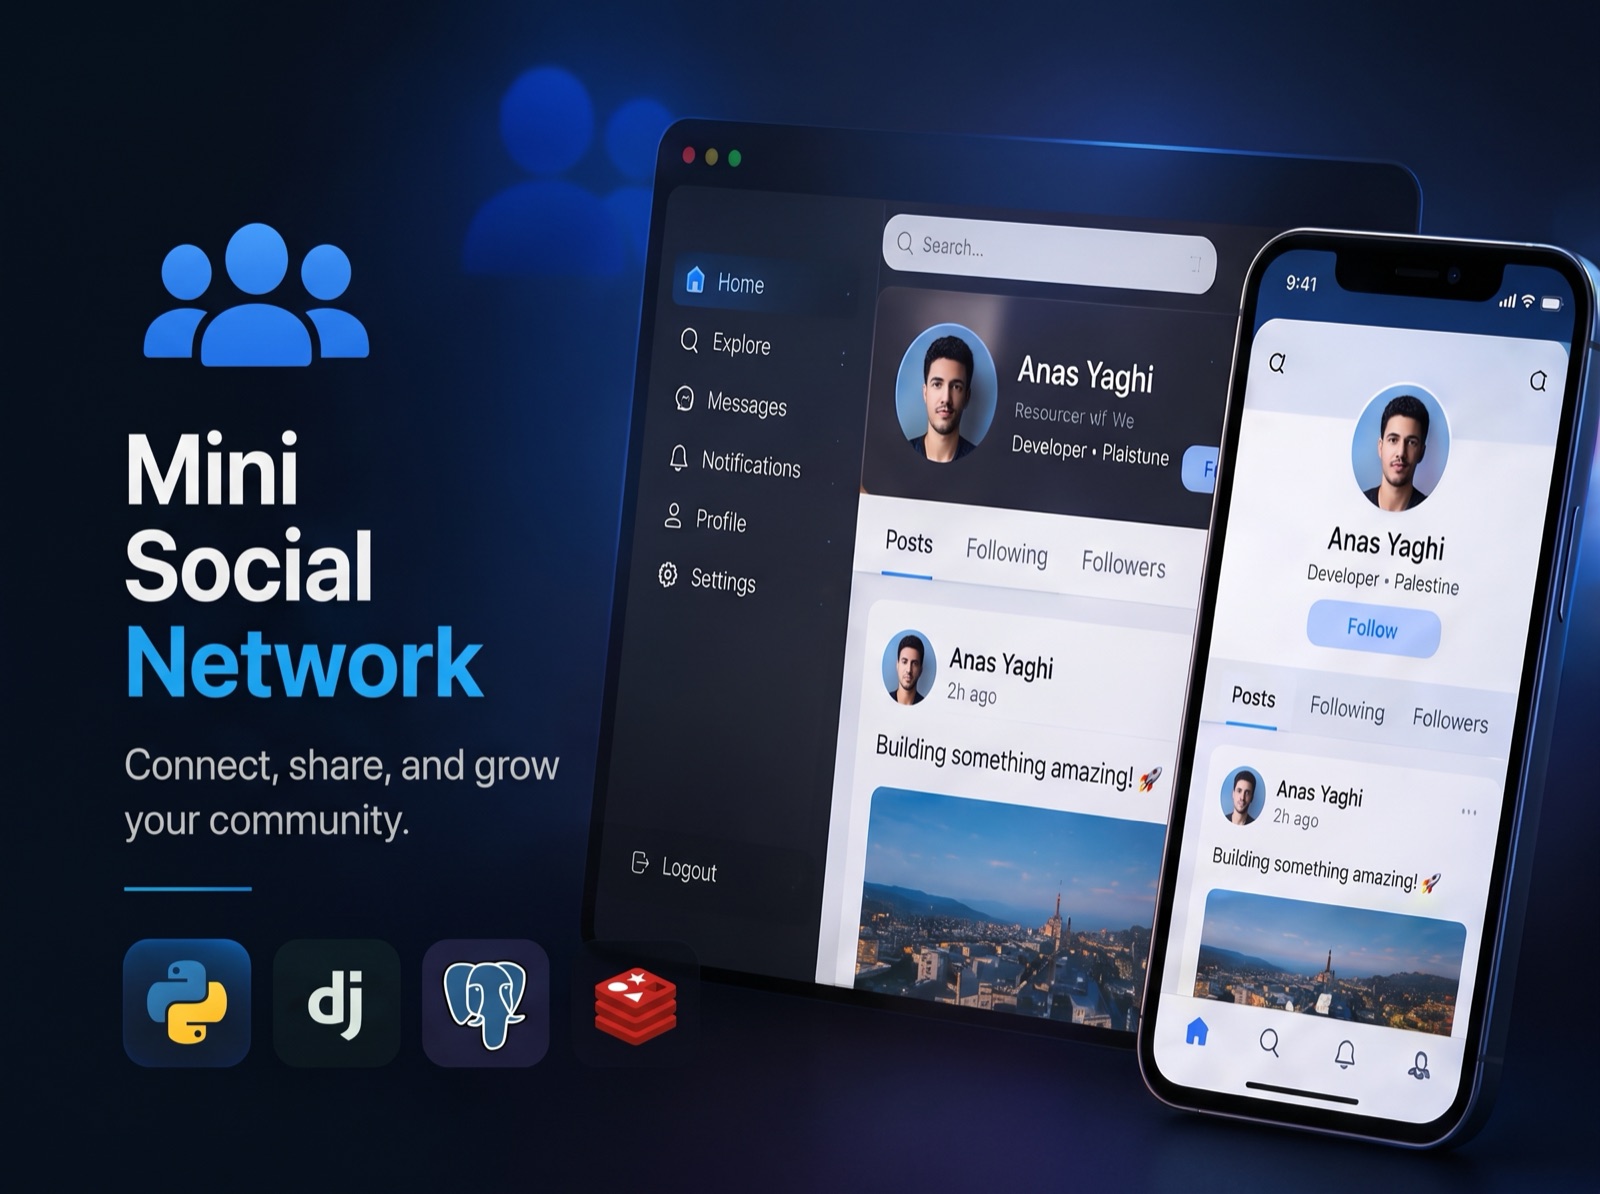 Mini
Social
Network
Connect, share, and grow
your community.
dj
Search...
Home
Explore
Messages
Notifications
Profile
Settings
Logout
Anas Yaghi
Resourcer wif We
Developer • Plaistune
Posts Following Followers
Anas Yaghi
2h ago
Building something amazing! 🚀
9:41
Anas Yaghi
Developer • Palestine
Follow
Posts Following Followers
Anas Yaghi
2h ago
Building something amazing! 🚀